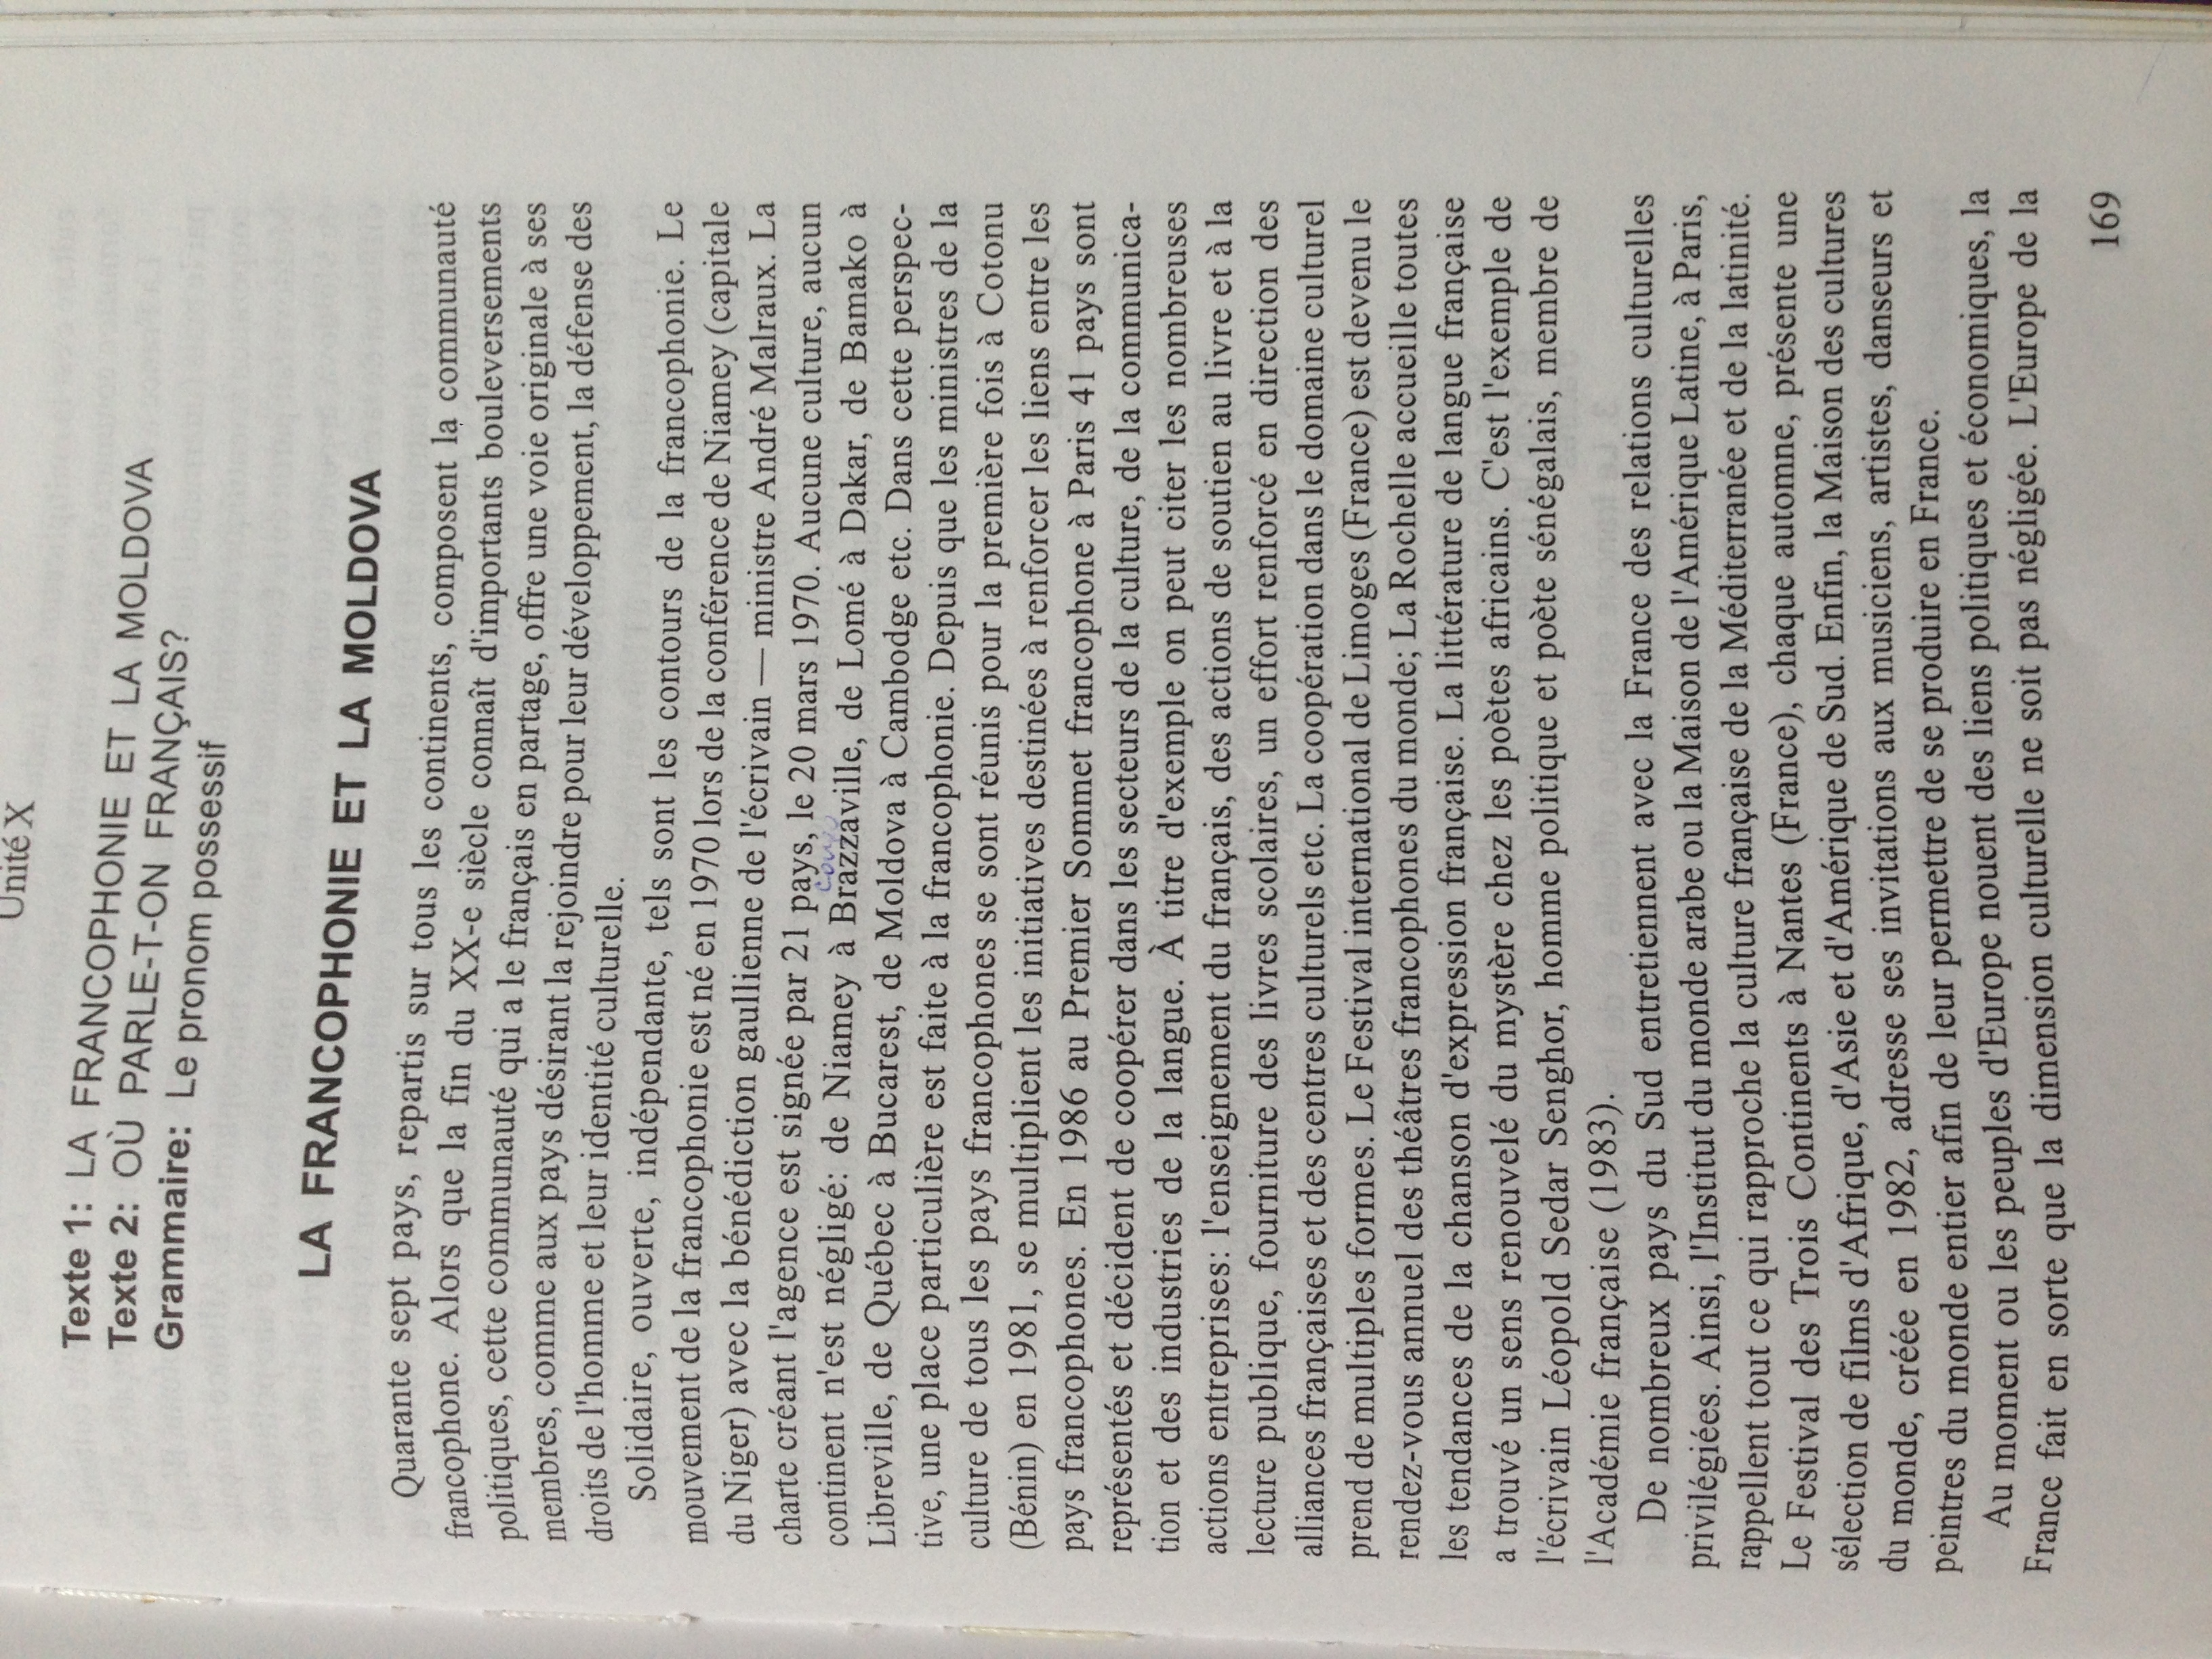 Unité X
Texte 1: LA FRANCOPHONIE ET LA MOLDOVA
Texte 2: OÙ PARLE-T-ON FRANÇAIS?
Grammaire: Le pronom possessif
LA FRANCOPHONIE ET LA MOLDOVA
Quarante sept pays, repartis sur tous les continents, composent la communauté
francophone. Alors que la fin du XX-e siècle connaît d'importants bouleversements
politiques, cette communauté qui a le français en partage, offre une voie originale à ses
membres, comme aux pays désirant la rejoindre pour leur développement, la défense des
droits de l'homme et leur identité culturelle.
Solidaire, ouverte, indépendante, tels sont les contours de la francophonie. Le
mouvement de la francophonie est né en 1970 lors de la conférence de Niamey (capitale
du Niger) avec la bénédiction gaullienne de l'écrivain — ministre André Malraux. La
charte créant l'agence est signée par 21 pays, le 20 mars 1970. Aucune culture, aucun
continent n'est négligé: de Niamey à Brazzaville, de Lomé à Dakar, de Bamako à
Libreville, de Québec à Bucarest, de Moldova à Cambodge etc. Dans cette perspec-
tive, une place particulière est faite à la francophonie. Depuis que les ministres de la
culture de tous les pays francophones se sont réunis pour la première fois à Cotonu
(Bénin) en 1981, se multiplient les initiatives destinées à renforcer les liens entre les
pays francophones. En 1986 au Premier Sommet francophone à Paris 41 pays sont
représentés et décident de coopérer dans les secteurs de la culture, de la communica-
tion et des industries de la langue. À titre d'exemple on peut citer les nombreuses
actions entreprises: l'enseignement du français, des actions de soutien au livre et à la
lecture publique, fourniture des livres scolaires, un effort renforcé en direction des
alliances françaises et des centres culturels etc. La coopération dans le domaine culturel
prend de multiples formes. Le Festival international de Limoges (France) est devenu le
rendez-vous annuel des théâtres francophones du monde; La Rochelle accueille toutes
les tendances de la chanson d'expression française. La littérature de langue française
a trouvé un sens renouvelé du mystère chez les poètes africains. C'est l'exemple de
l'écrivain Léopold Sedar Senghor, homme politique et poète sénégalais, membre de
l'Académie française (1983).
De nombreux pays du Sud entretiennent avec la France des relations culturelles
privilégiées. Ainsi, l'Institut du monde arabe ou la Maison de l'Amérique Latine, à Paris,
rappellent tout ce qui rapproche la culture française de la Méditerranée et de la latinité.
Le Festival des Trois Continents à Nantes (France), chaque automne, présente une
sélection de films d'Afrique, d'Asie et d'Amérique de Sud. Enfin, la Maison des cultures
du monde, créée en 1982, adresse ses invitations aux musiciens, artistes, danseurs et
peintres du monde entier afin de leur permettre de se produire en France.
Au moment ou les peuples d'Europe nouent des liens politiques et économiques, la
France fait en sorte que la dimension culturelle ne soit pas négligée. L'Europe de la
169